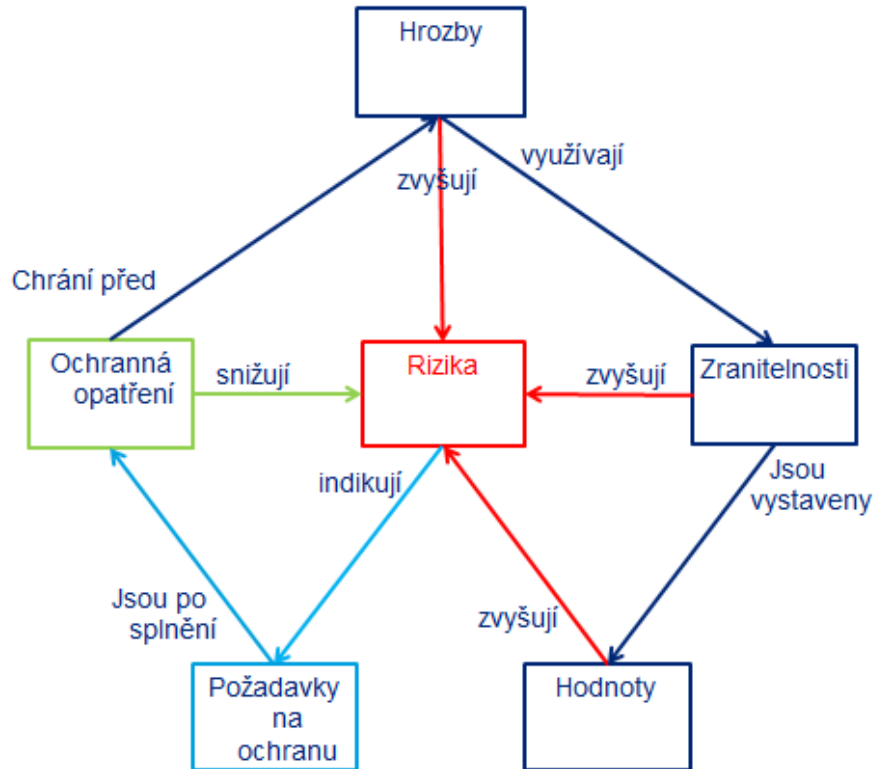 Hrozby
využívají
zvyšují
Chrání před
Ochranná
opatření
snižují
Rizika
zvyšují
Zranitelnosti
indikují
Jsou
vystaveny
Jsou po
splnění
zvyšují
Požadavky
na
ochranu
Hodnoty